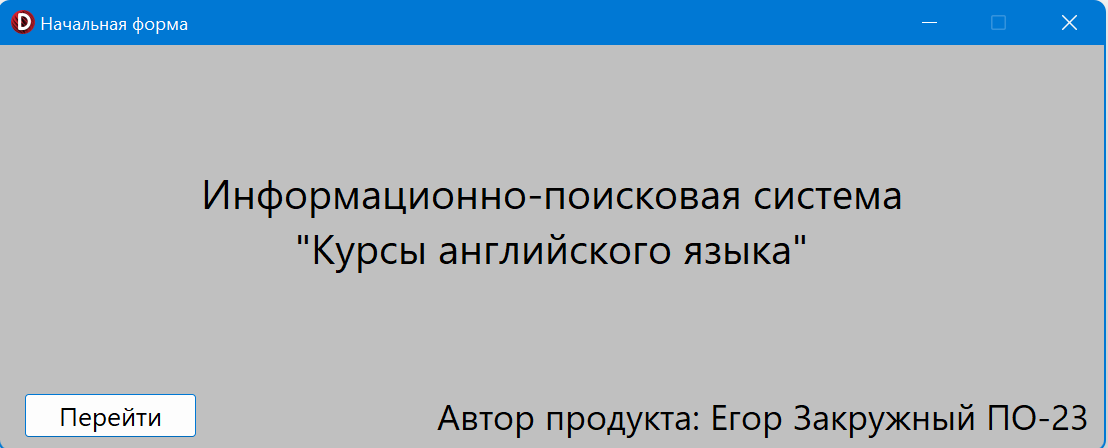 Начальная форма
Информационно-поисковая система
"Курсы английского языка"
Перейти
Автор продукта: Егор Закружный ПО-23